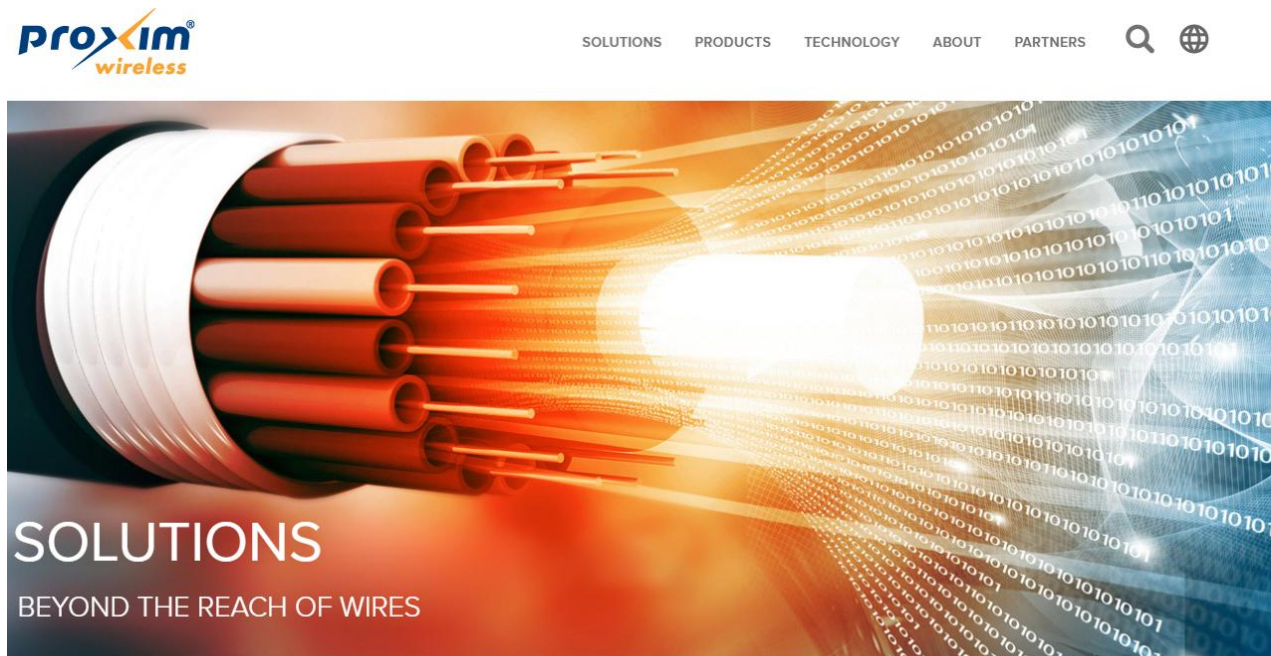 proxim®
wireless
SOLUTIONS PRODUCTS TECHNOLOGY ABOUT PARTNERS
SOLUTIONS
BEYOND THE REACH OF WIRES